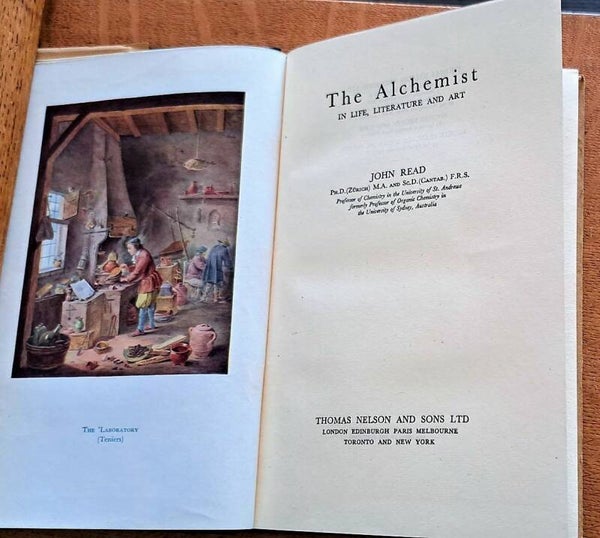 The Laboratory
(Teniers)
The Alchemist
IN LIFE, LITERATURE AND ART
JOHN READ
Ph.D. (Zürich) M.A. and Sc.D. (Cantab.) F.R.S.
Professor of Chemistry in the University of St. Andrews
formerly Professor of Organic Chemistry in
the University of Sydney, Australia
THOMAS NELSON AND SONS LTD
LONDON EDINBURGH PARIS MELBOURNE
TORONTO AND NEW YORK